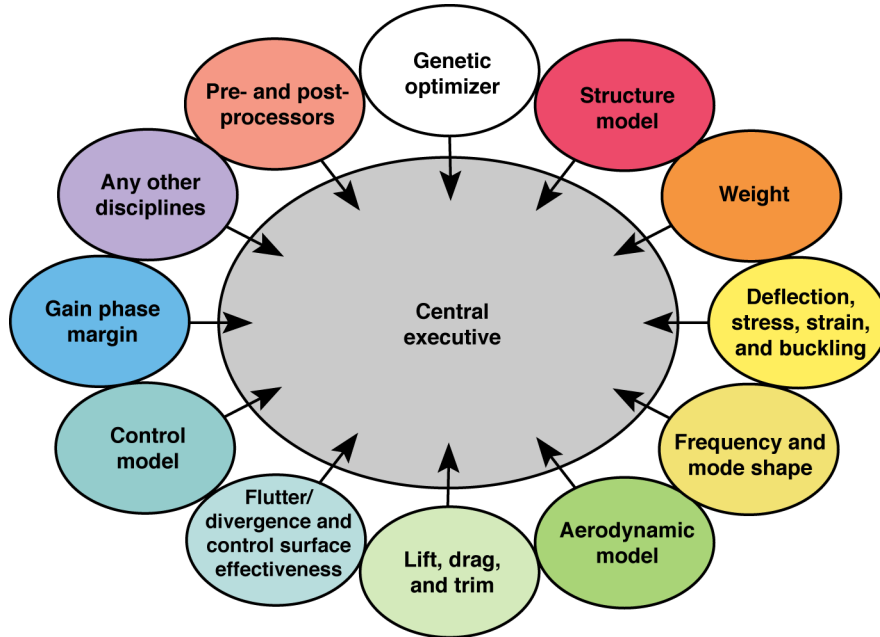 Genetic
optimizer
Structure
model
Weight
Deflection,
stress, strain,
and buckling
Frequency and
mode shape
Aerodynamic
model
Lift, drag,
and trim
Flutter/
divergence and
control surface
effectiveness
Control
model
Gain phase
margin
Any other
disciplines
Pre- and post-
processors
Central
executive